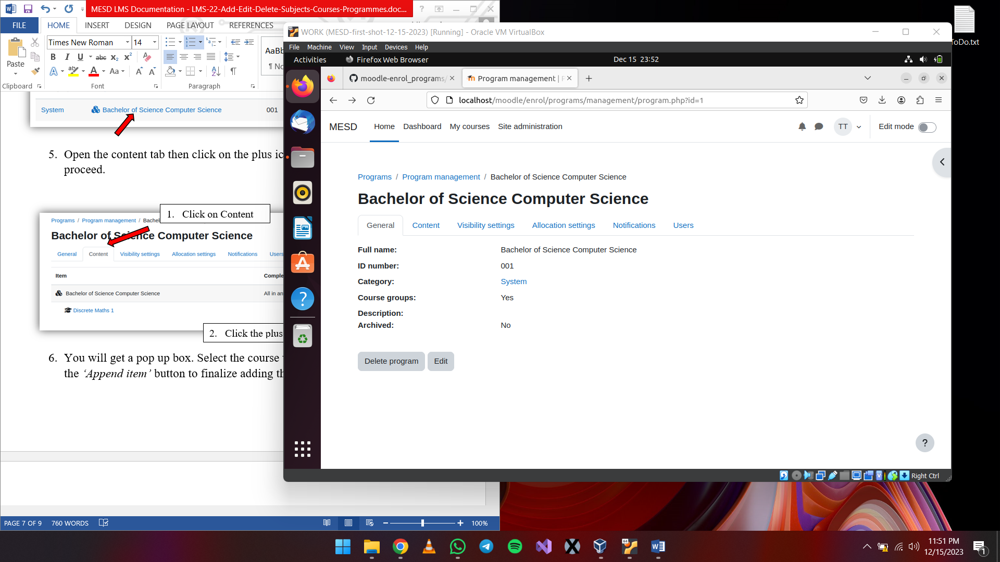 MESD LMS Documentation - LMS-22-Add-Edit-Delete-Subjects-Courses-Programmes.doc...
FILE HOME INSERT DESIGN PAGE LAYOUT REFERENCES
Times New Roman 14
Paste
Clipboard Font Paragraph
System Bachelor of Science Computer Science 001
5. Open the content tab then click on the plus ic
proceed.
1. Click on Content
Programs / Program management / Bachel
Bachelor of Science Computer Science
General Content Visibility settings Allocation settings Notifications Users
Item Comple
Bachelor of Science Computer Science All in an
Discrete Maths 1
2. Click the plus
6. You will get a pop up box. Select the course
the ‘Append item’ button to finalize adding th
PAGE 7 OF 9 760 WORDS 100%
WORK (MESD-first-shot-12-15-2023) [Running] - Oracle VM VirtualBox
File Machine View Input Devices Help
Activities Firefox Web Browser Dec 15 23:52
moodle-enrol_programs/ Program management | P
localhost/moodle/enrol/programs/management/program.php?id=1
MESD Home Dashboard My courses Site administration TT Edit mode
Programs / Program management / Bachelor of Science Computer Science
Bachelor of Science Computer Science
General Content Visibility settings Allocation settings Notifications Users
Full name: Bachelor of Science Computer Science
ID number: 001
Category: System
Course groups: Yes
Description:
Archived: No
Delete program Edit
Right Ctrl
ToDo.txt
11:51 PM
12/15/2023
1